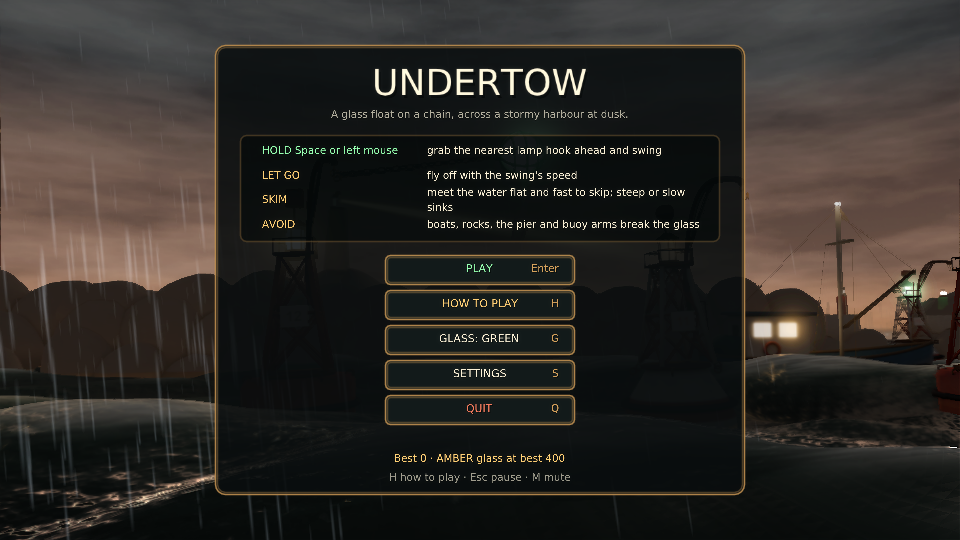 UNDERTOW
A glass float on a chain, across a stormy harbour at dusk.
HOLD Space or left mouse grab the nearest lamp hook ahead and swing
LET GO fly off with the swing's speed
SKIM meet the water flat and fast to skip; steep or slow sinks
AVOID boats, rocks, the pier and buoy arms break the glass
PLAY Enter
HOW TO PLAY H
GLASS: GREEN G
SETTINGS S
QUIT Q
Best 0 · AMBER glass at best 400
H how to play · Esc pause · M mute